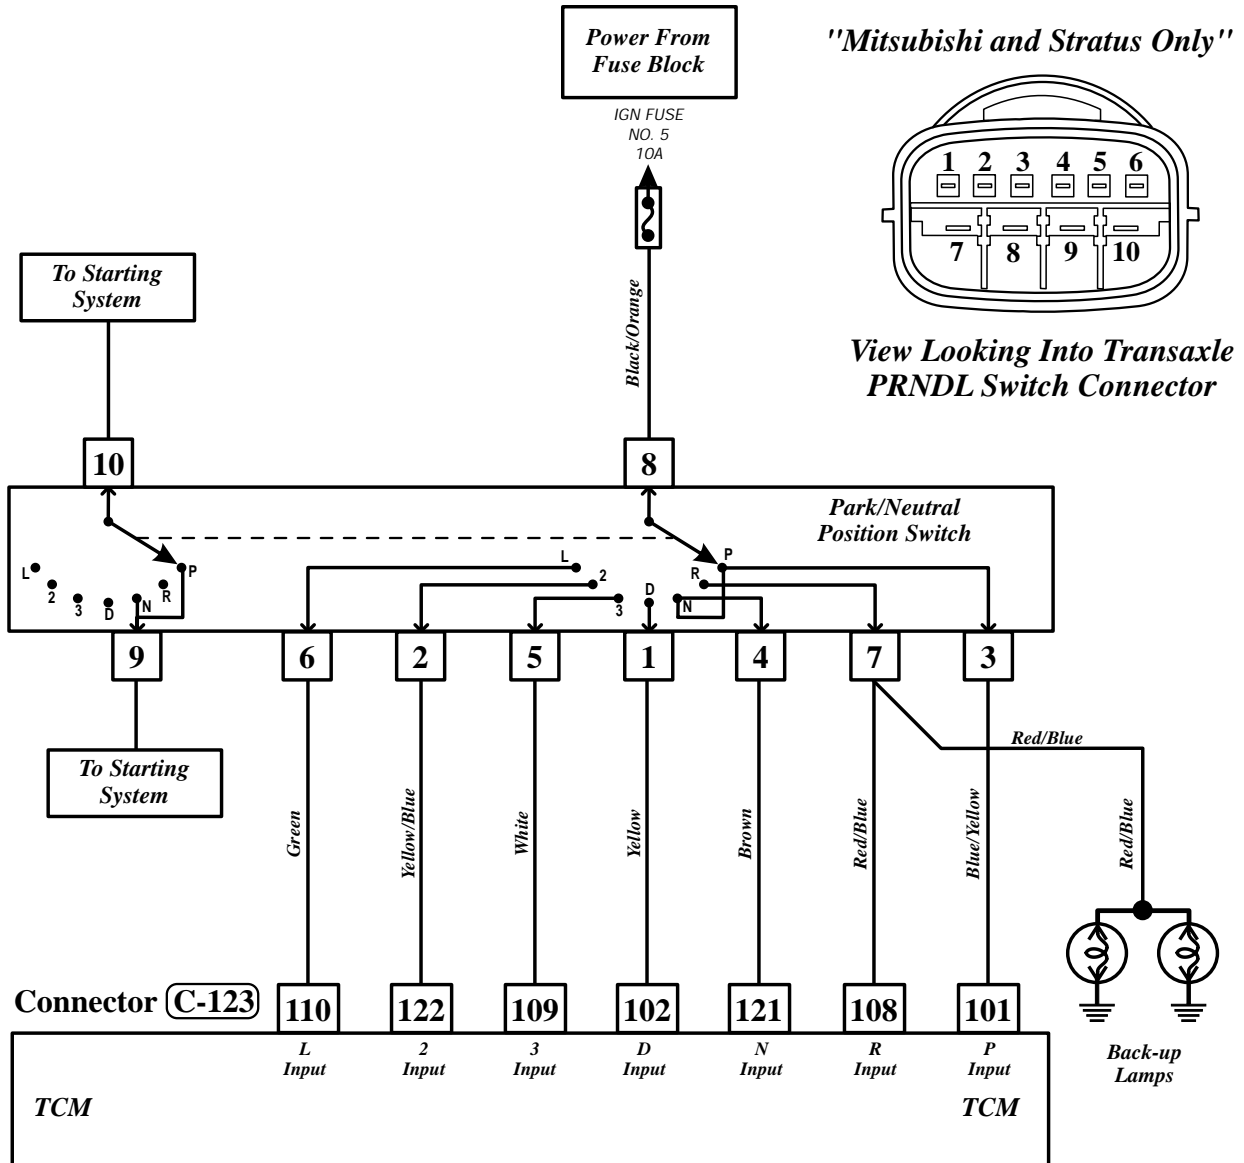 Power From
Fuse Block
"Mitsubishi and Stratus Only"
IGN FUSE
NO. 5
10A
1 2 3 4 5 6
7 8 9 10
To Starting
System
Black/Orange
View Looking Into Transaxle
PRNDL Switch Connector
10
8
Park/Neutral
Position Switch
L 2 3 D N R P
L 2 3 D N R P
9 6 2 5 1 4 7 3
Red/Blue
To Starting
System
Green
Yellow/Blue
White
Yellow
Brown
Red/Blue
Blue/Yellow
Red/Blue
Connector C-123
110 122 109 102 121 108 101
L
Input
2
Input
3
Input
D
Input
N
Input
R
Input
P
Input
Back-up
Lamps
TCM
TCM